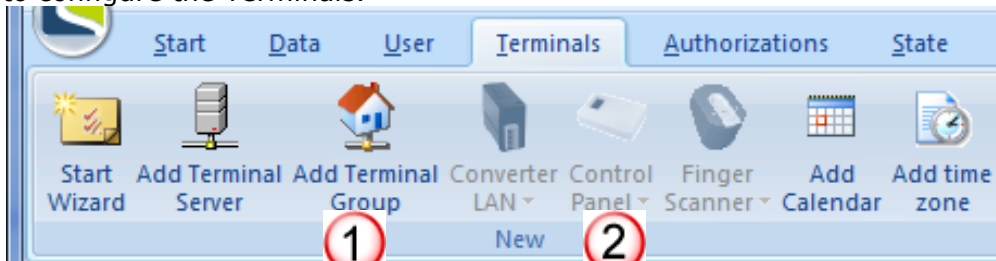 to configure the Terminals.
Start Data User Terminals Authorizations State
Start Add Terminal Add Terminal Converter Control Finger Add Add time
Wizard Server Group LAN Panel Scanner Calendar zone
1 New 2